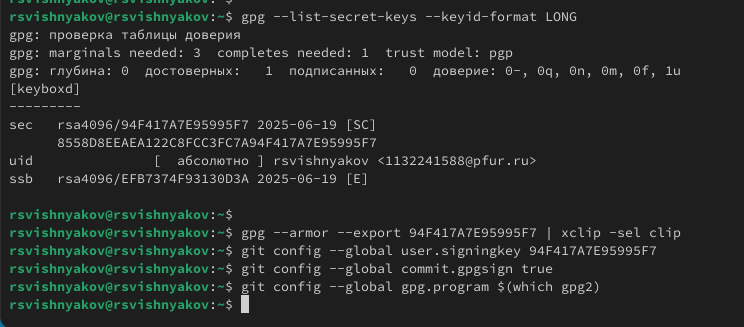 rsvishnyakov@rsvishnyakov:~$ gpg --list-secret-keys --keyid-format LONG
gpg: проверка таблицы доверия
gpg: marginals needed: 3  completes needed: 1  trust model: pgp
gpg: глубина: 0  достоверных:   1  подписанных:   0  доверие: 0-, 0q, 0n, 0m, 0f, 1u
[keyboxd]
---------
sec   rsa4096/94F417A7E95995F7 2025-06-19 [SC]
      8558D8EEAEA122C8FCC3FC7A94F417A7E95995F7
uid              [  абсолютно ] rsvishnyakov <1132241588@pfur.ru>
ssb   rsa4096/EFB7374F93130D3A 2025-06-19 [E]
rsvishnyakov@rsvishnyakov:~$
rsvishnyakov@rsvishnyakov:~$ gpg --armor --export 94F417A7E95995F7 | xclip -sel clip
rsvishnyakov@rsvishnyakov:~$ git config --global user.signingkey 94F417A7E95995F7
rsvishnyakov@rsvishnyakov:~$ git config --global commit.gpgsign true
rsvishnyakov@rsvishnyakov:~$ git config --global gpg.program $(which gpg2)
rsvishnyakov@rsvishnyakov:~$